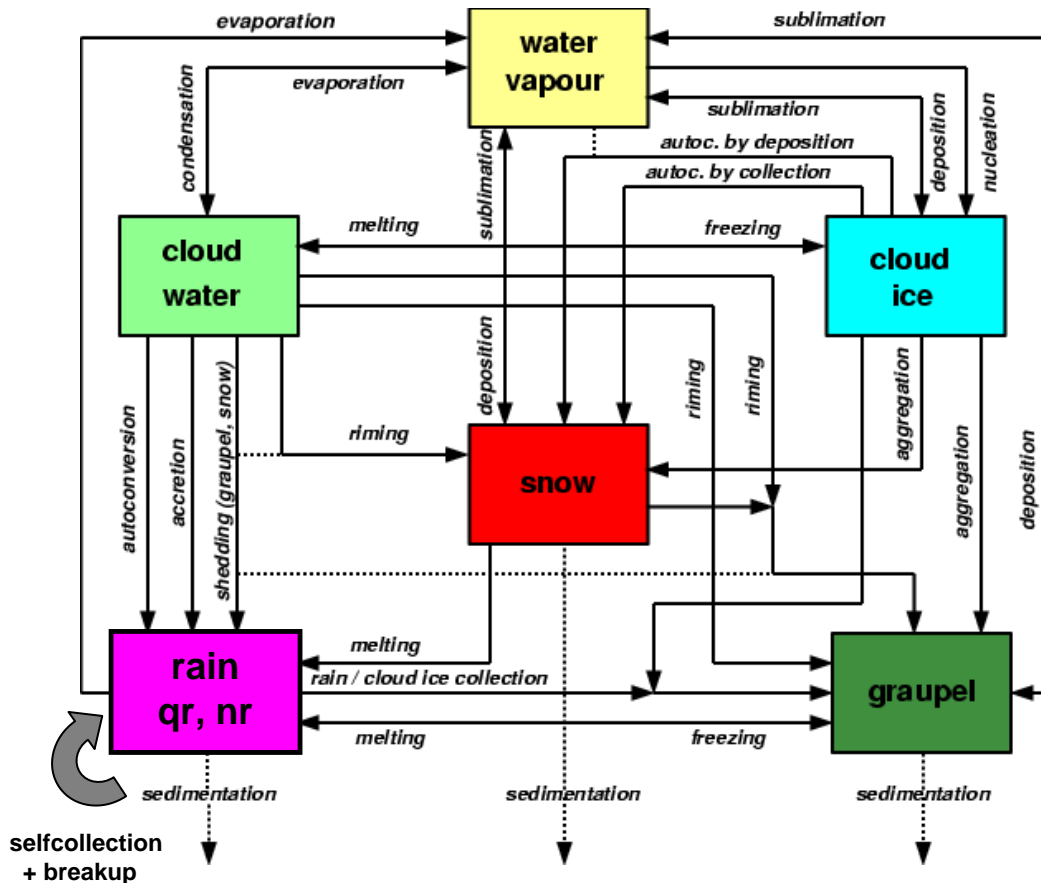 evaporation
sublimation
water
vapour
evaporation
sublimation
condensation
sublimation
deposition
nucleation
autoc. by deposition
autoc. by collection
cloud
water
melting
freezing
cloud
ice
deposition
riming
riming
aggregation
aggregation
deposition
autoconversion
accretion
shedding (graupel, snow)
riming
snow
rain
qr, nr
melting
rain / cloud ice collection
graupel
melting
freezing
sedimentation
sedimentation
sedimentation
selfcollection
+ breakup